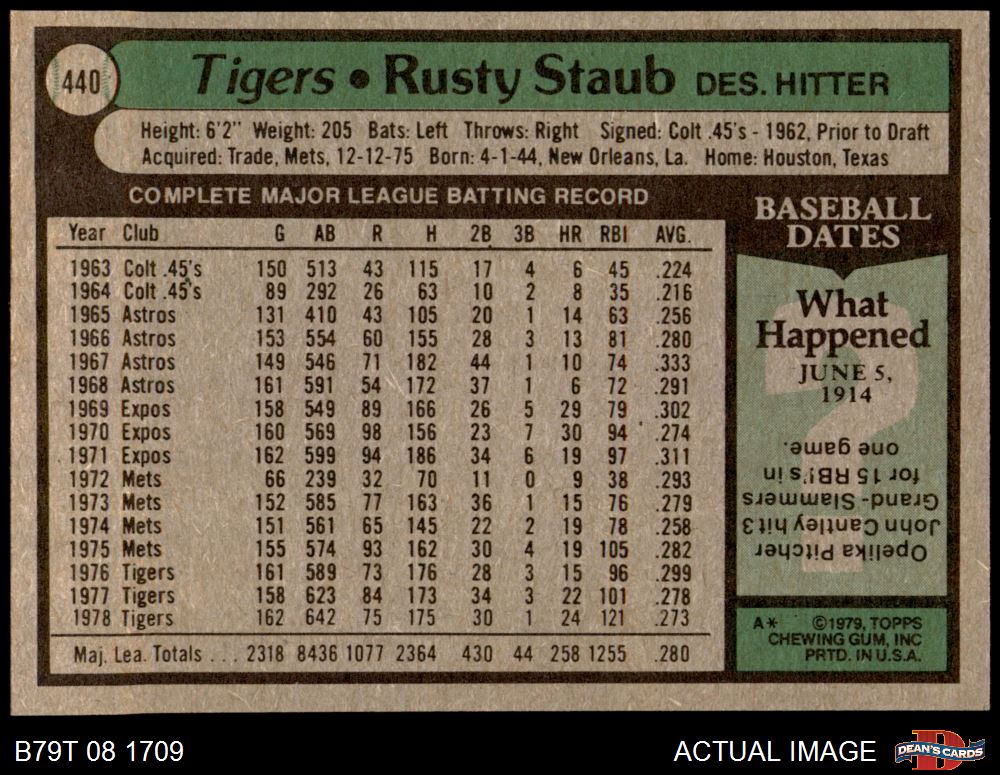 440
Tigers • Rusty Staub DES. HITTER
Height: 6'2" Weight: 205 Bats: Left Throws: Right Signed: Colt .45's - 1962, Prior to Draft
Acquired: Trade, Mets, 12-12-75 Born: 4-1-44, New Orleans, La. Home: Houston, Texas
COMPLETE MAJOR LEAGUE BATTING RECORD
Year Club G AB R H 2B 3B HR RBI AVG.
1963 Colt .45's 150 513 43 115 17 4 6 45 .224
1964 Colt .45's 89 292 26 63 10 2 8 35 .216
1965 Astros 131 410 43 105 20 1 14 63 .256
1966 Astros 153 554 60 155 28 3 13 81 .280
1967 Astros 149 546 71 182 44 1 10 74 .333
1968 Astros 161 591 54 172 37 1 6 72 .291
1969 Expos 158 549 89 166 26 5 29 79 .302
1970 Expos 160 569 98 156 23 7 30 94 .274
1971 Expos 162 599 94 186 34 6 19 97 .311
1972 Mets 66 239 32 70 11 0 9 38 .293
1973 Mets 152 585 77 163 36 1 15 76 .279
1974 Mets 151 561 65 145 22 2 19 78 .258
1975 Mets 155 574 93 162 30 4 19 105 .282
1976 Tigers 161 589 73 176 28 3 15 96 .299
1977 Tigers 158 623 84 173 34 3 22 101 .278
1978 Tigers 162 642 75 175 30 1 24 121 .273
Maj. Lea. Totals . . . 2318 8436 1077 2364 430 44 258 1255 .280
BASEBALL
DATES
?
What
Happened
JUNE 5,
1914
Opelika Pitcher
John Cantley hit 3
Grand-Slammers
for 15 RBI's in
one game.
A* ©1979, TOPPS
CHEWING GUM, INC
PRTD. IN U.S.A.
B79T 08 1709
ACTUAL IMAGE
D
DEAN'S CARDS